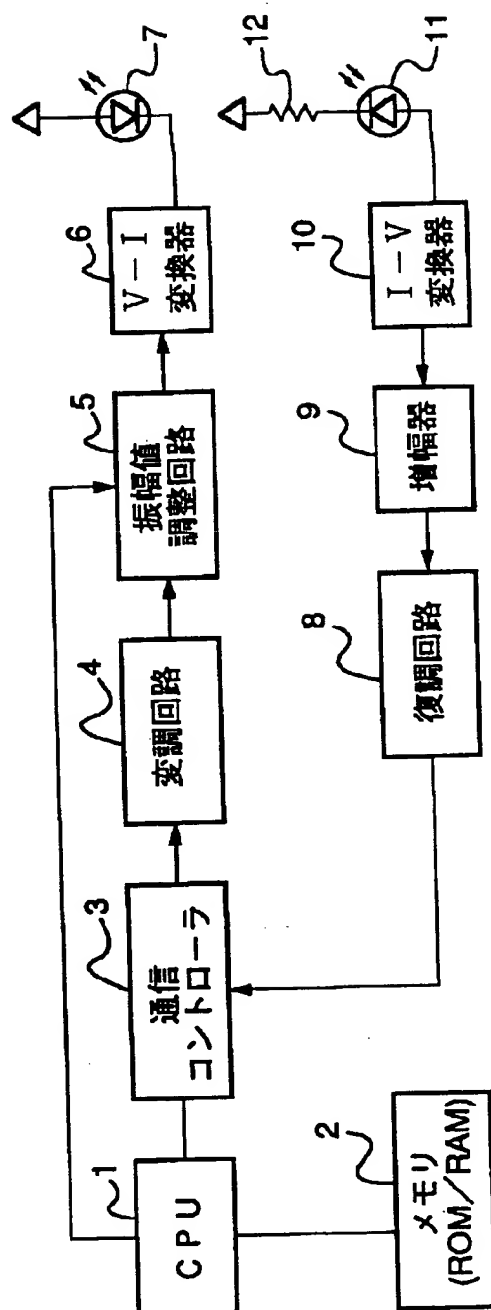 1
CPU
2
メモリ
(ROM／RAM)
3
通信
コントローラ
4
変調回路
5
振幅値
調整回路
6
V－I
変換器
7
8
復調回路
9
増幅器
10
I－V
変換器
11
12